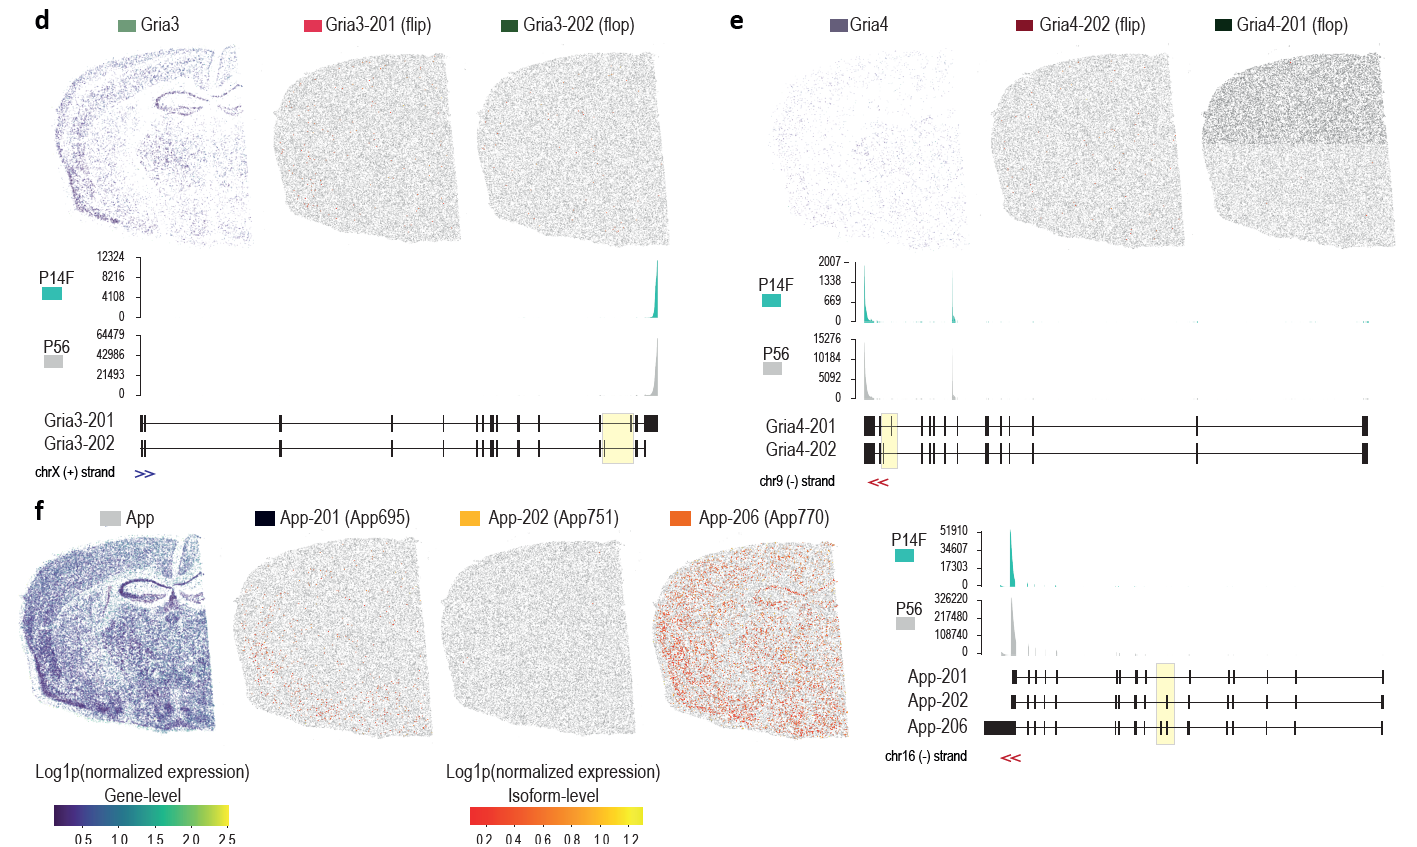 d
Gria3
Gria3-201 (flip)
Gria3-202 (flop)
P14F
12324
8216
4108
0
P56
64479
42986
21493
0
Gria3-201
Gria3-202
chrX (+) strand
>>
e
Gria4
Gria4-202 (flip)
Gria4-201 (flop)
P14F
2007
1338
669
0
P56
15276
10184
5092
0
Gria4-201
Gria4-202
chr9 (-) strand
<<
f
App
App-201 (App695)
App-202 (App751)
App-206 (App770)
P14F
51910
34607
17303
0
P56
326220
217480
108740
0
App-201
App-202
App-206
chr16 (-) strand
<<
Log1p(normalized expression)
Gene-level
0.5 1.0 1.5 2.0 2.5
Log1p(normalized expression)
Isoform-level
0.2 0.4 0.6 0.8 1.0 1.2